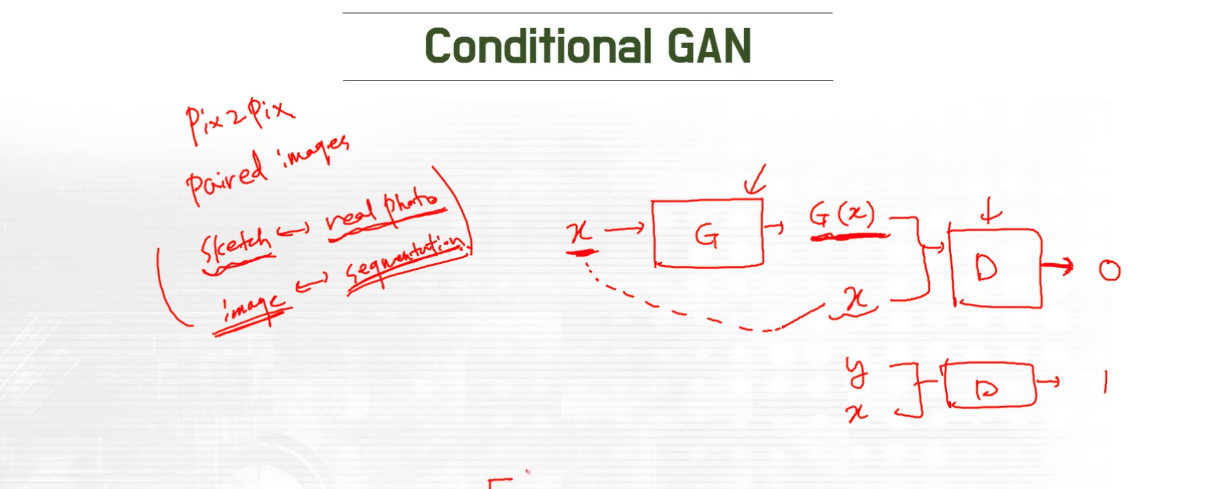 Conditional GAN
Pix2Pix
paired images
sketch ↔ real photo
image ↔ segmentation
x → G → G(x)
x
D → 0
y
x
D → 1